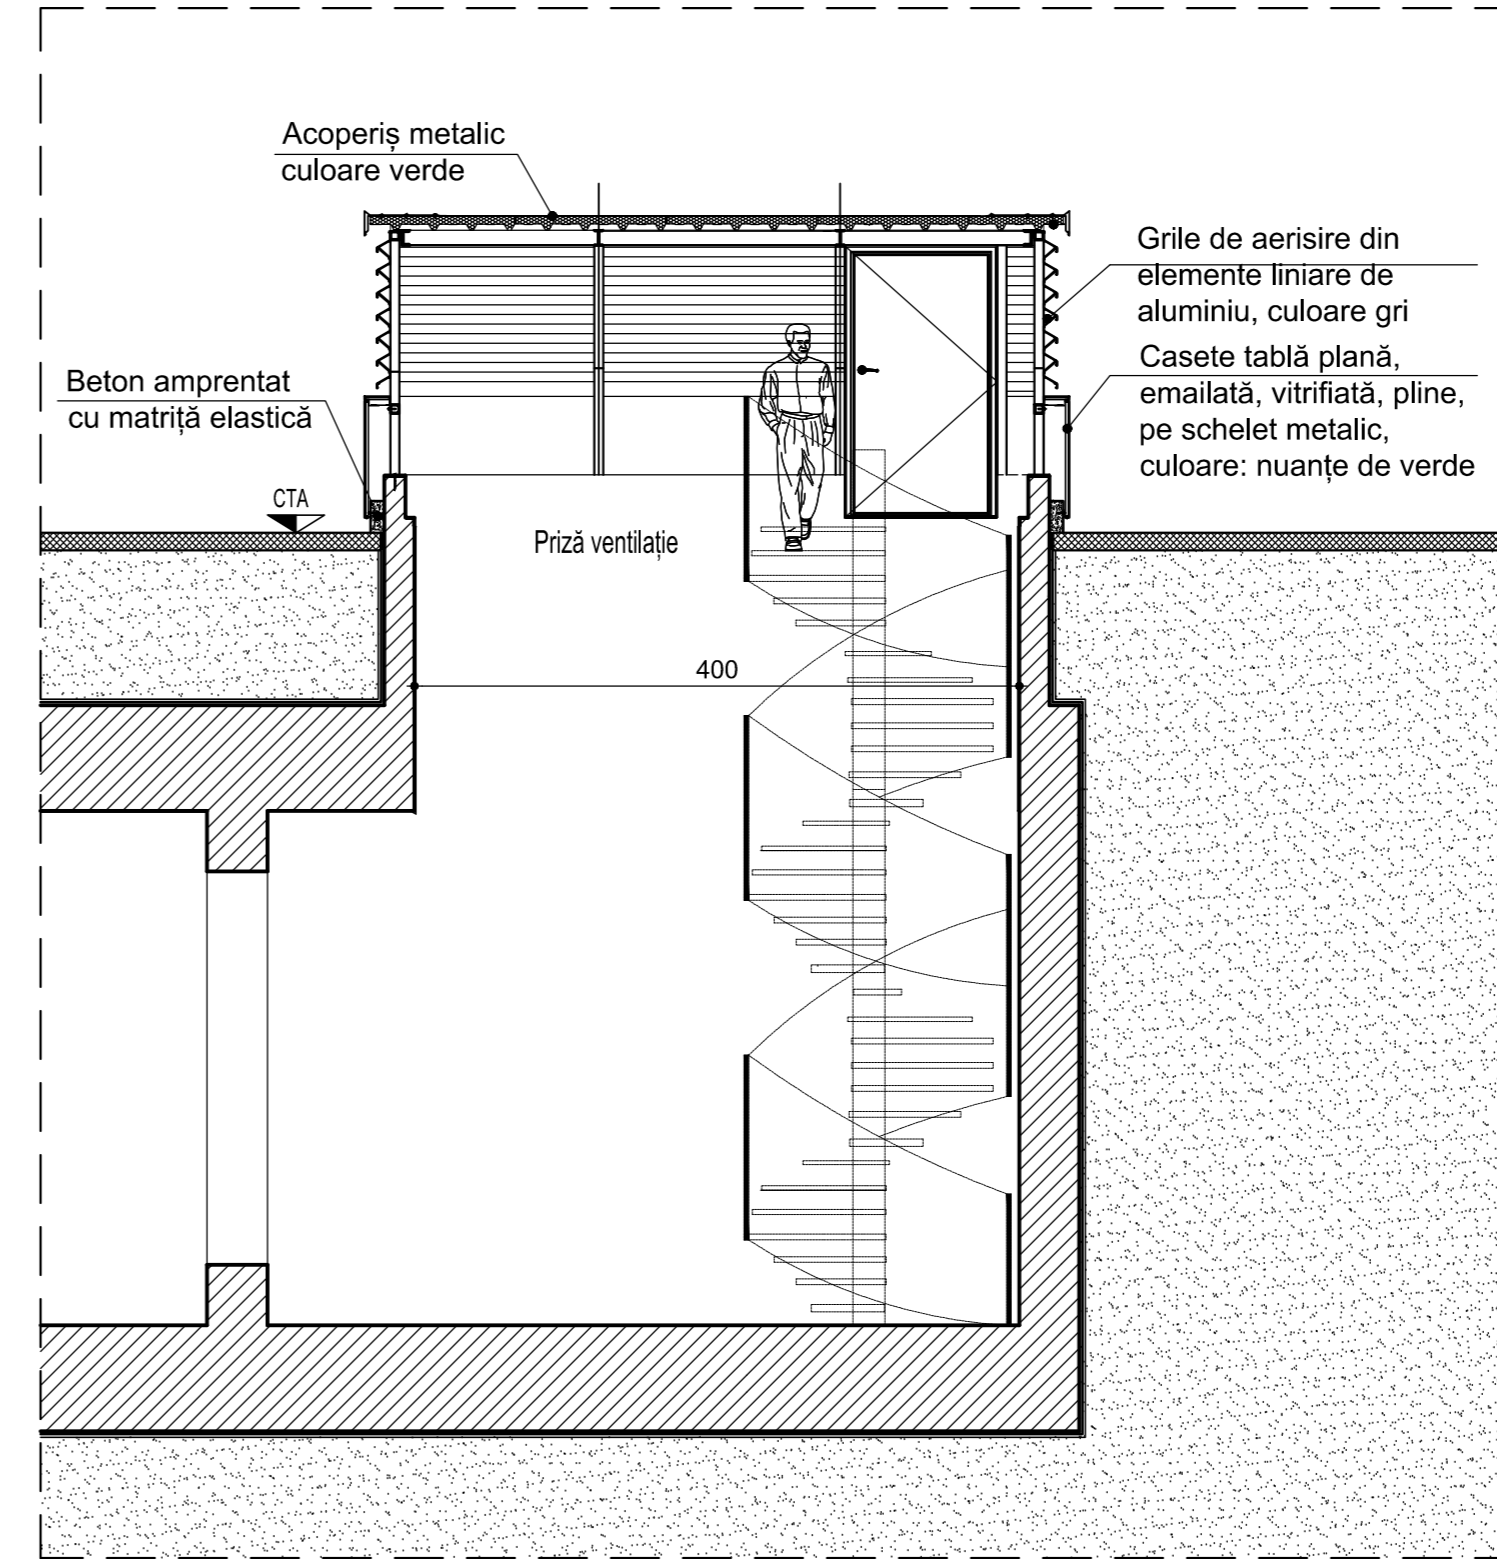 Acoperiș metalic
culoare verde
Grile de aerisire din
elemente liniare de
aluminiu, culoare gri
Casete tablă plană,
emailată, vitrifiată, pline,
pe schelet metalic,
culoare: nuanțe de verde
Beton amprentat
cu matriță elastică
CTA
Priză ventilație
400